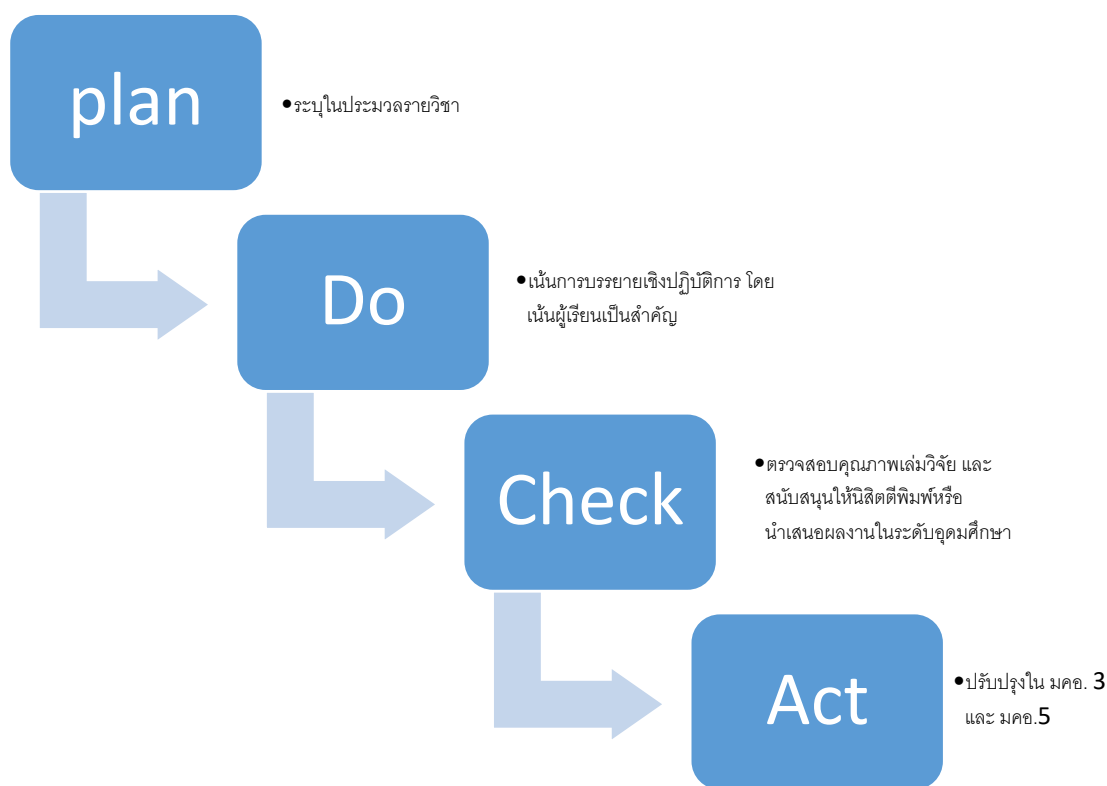 plan
•ระบุในประมวลรายวิชา
Do
•เน้นการบรรยายเชิงปฏิบัติการ โดย
เน้นผู้เรียนเป็นสำคัญ
Check
•ตรวจสอบคุณภาพเล่มวิจัย และ
สนับสนุนให้นิสิตตีพิมพ์หรือ
นำเสนอผลงานในระดับอุดมศึกษา
Act
•ปรับปรุงใน มคอ. 3
และ มคอ.5